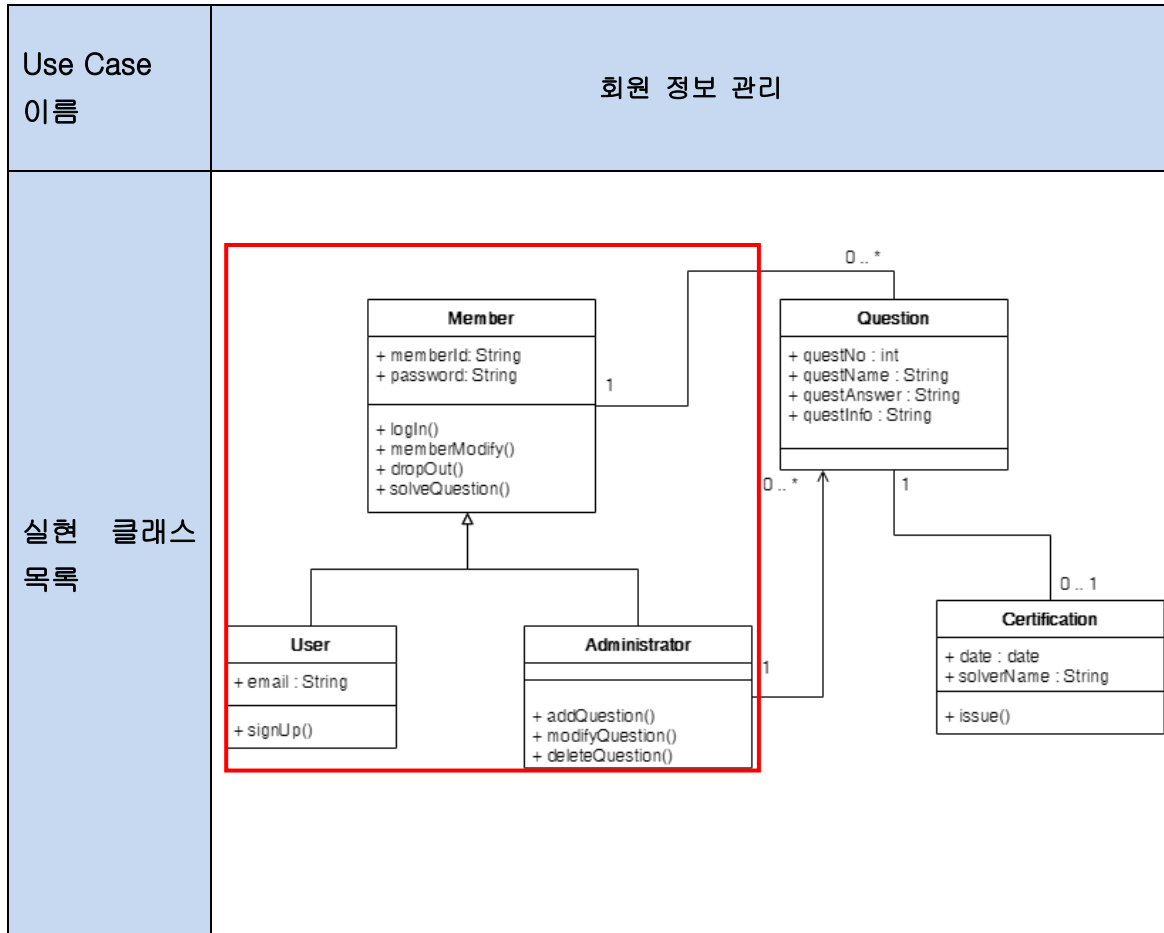 Use Case
이름
회원 정보 관리
실현 클래스
목록
0 .. *
Member
+ memberId: String
+ password: String
+ logIn()
+ memberModify()
+ dropOut()
+ solveQuestion()
1
Question
+ questNo : int
+ questName : String
+ questAnswer : String
+ questInfo : String
0 .. *
1
0 .. 1
User
+ email : String
+ signUp()
Administrator
+ addQuestion()
+ modifyQuestion()
+ deleteQuestion()
1
Certification
+ date : date
+ solverName : String
+ issue()